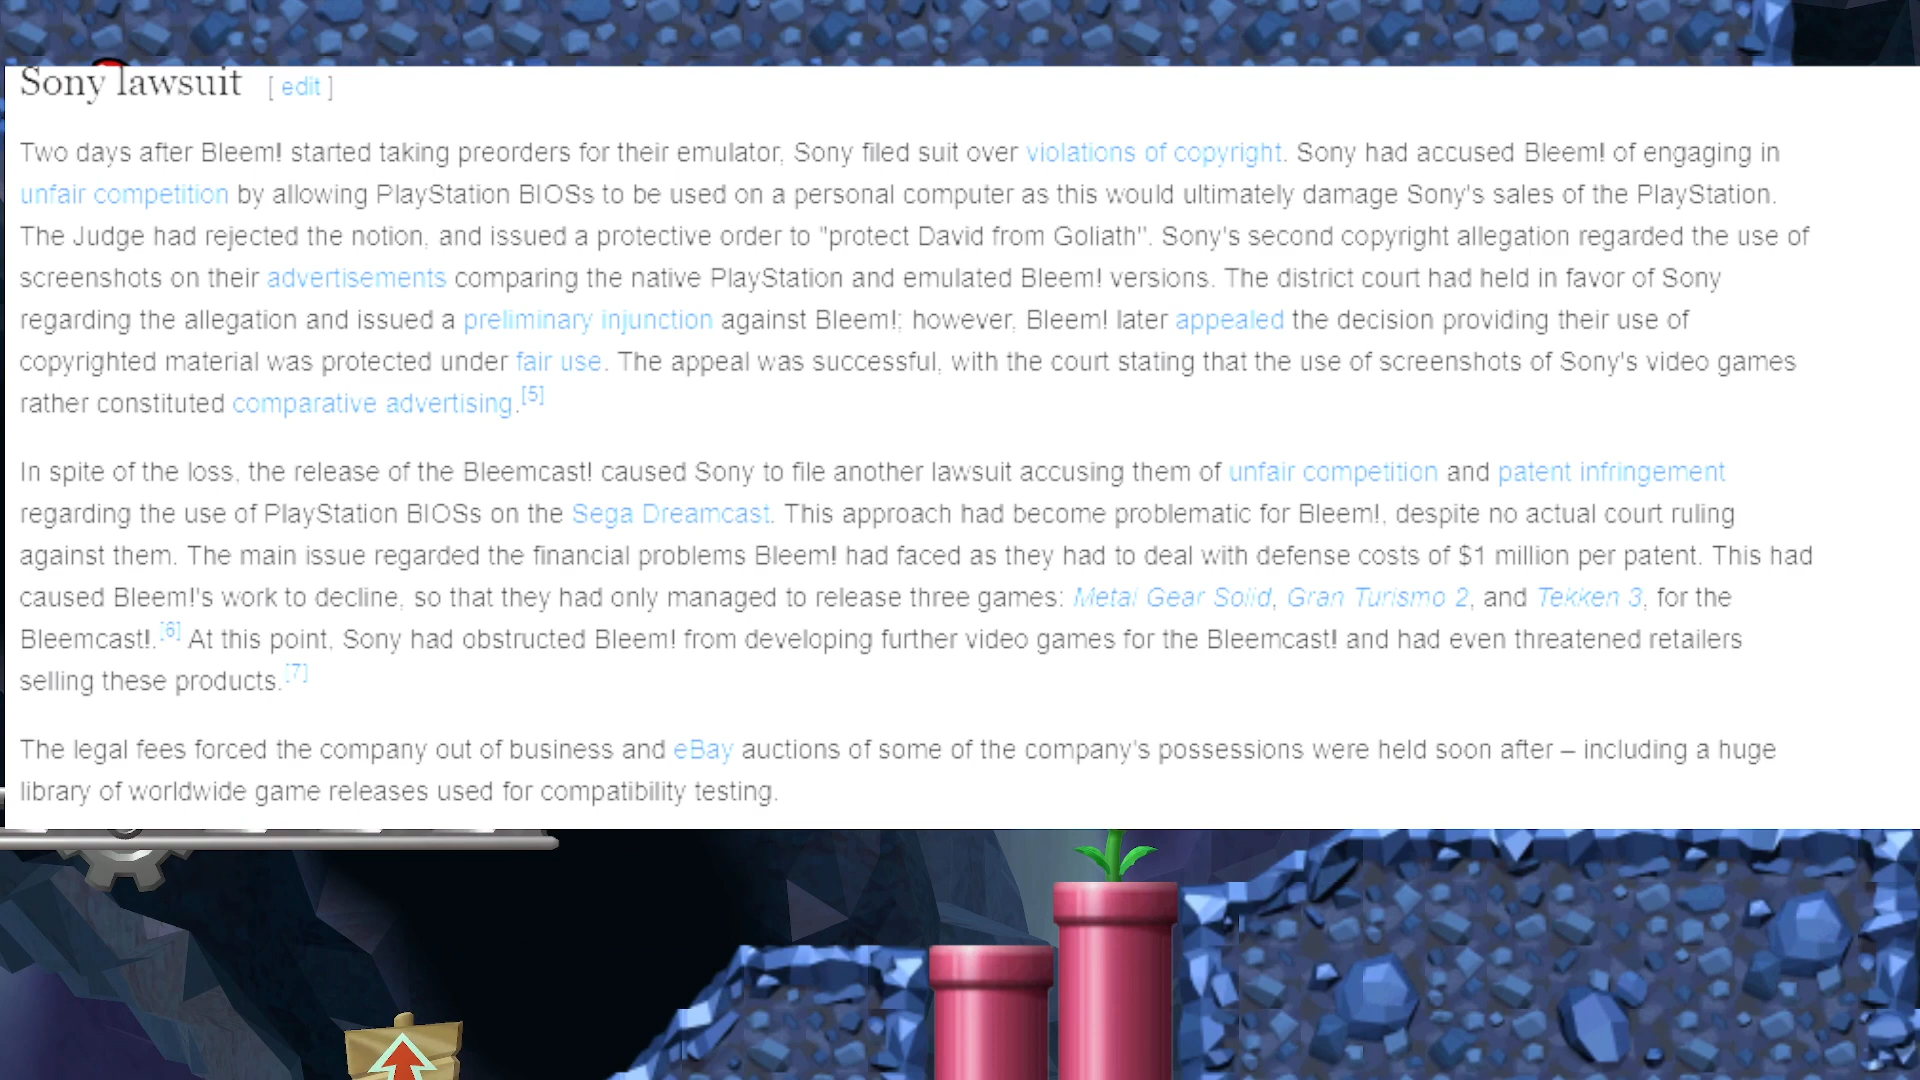 Sony lawsuit [ edit ]
Two days after Bleem! started taking preorders for their emulator, Sony filed suit over violations of copyright. Sony had accused Bleem! of engaging in
unfair competition by allowing PlayStation BIOSs to be used on a personal computer as this would ultimately damage Sony's sales of the PlayStation.
The Judge had rejected the notion, and issued a protective order to "protect David from Goliath". Sony's second copyright allegation regarded the use of
screenshots on their advertisements comparing the native PlayStation and emulated Bleem! versions. The district court had held in favor of Sony
regarding the allegation and issued a preliminary injunction against Bleem!; however, Bleem! later appealed the decision providing their use of
copyrighted material was protected under fair use. The appeal was successful, with the court stating that the use of screenshots of Sony's video games
rather constituted comparative advertising.[5]
In spite of the loss, the release of the Bleemcast! caused Sony to file another lawsuit accusing them of unfair competition and patent infringement
regarding the use of PlayStation BIOSs on the Sega Dreamcast. This approach had become problematic for Bleem!, despite no actual court ruling
against them. The main issue regarded the financial problems Bleem! had faced as they had to deal with defense costs of $1 million per patent. This had
caused Bleem!'s work to decline, so that they had only managed to release three games: Metal Gear Solid, Gran Turismo 2, and Tekken 3, for the
Bleemcast!.[6] At this point, Sony had obstructed Bleem! from developing further video games for the Bleemcast! and had even threatened retailers
selling these products.[7]
The legal fees forced the company out of business and eBay auctions of some of the company's possessions were held soon after – including a huge
library of worldwide game releases used for compatibility testing.